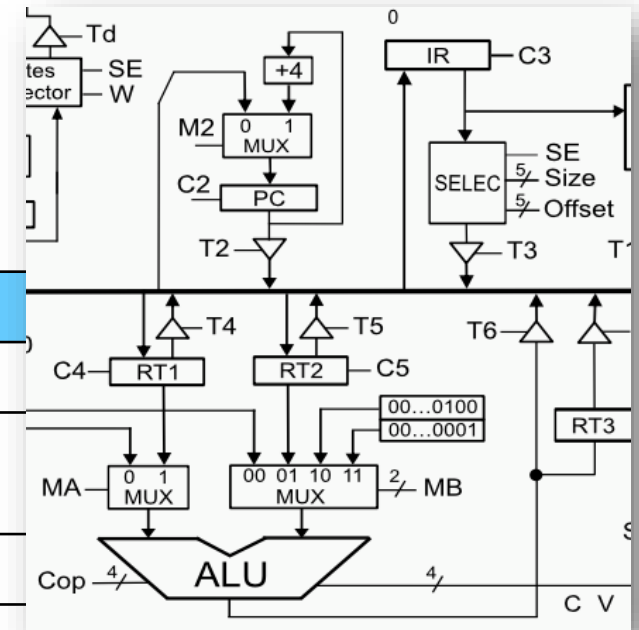 0
Td
tes
ector
SE
W
+4
M2
0 1
MUX
C2
PC
T2
IR
C3
SELEC
SE
5
Size
5
Offset
T3
T4
T5
T6
C4
RT1
RT2
C5
RT3
00...0100
00...0001
MA
0 1
MUX
00 01 10 11
MUX
2
MB
Cop
4
ALU
4
C V